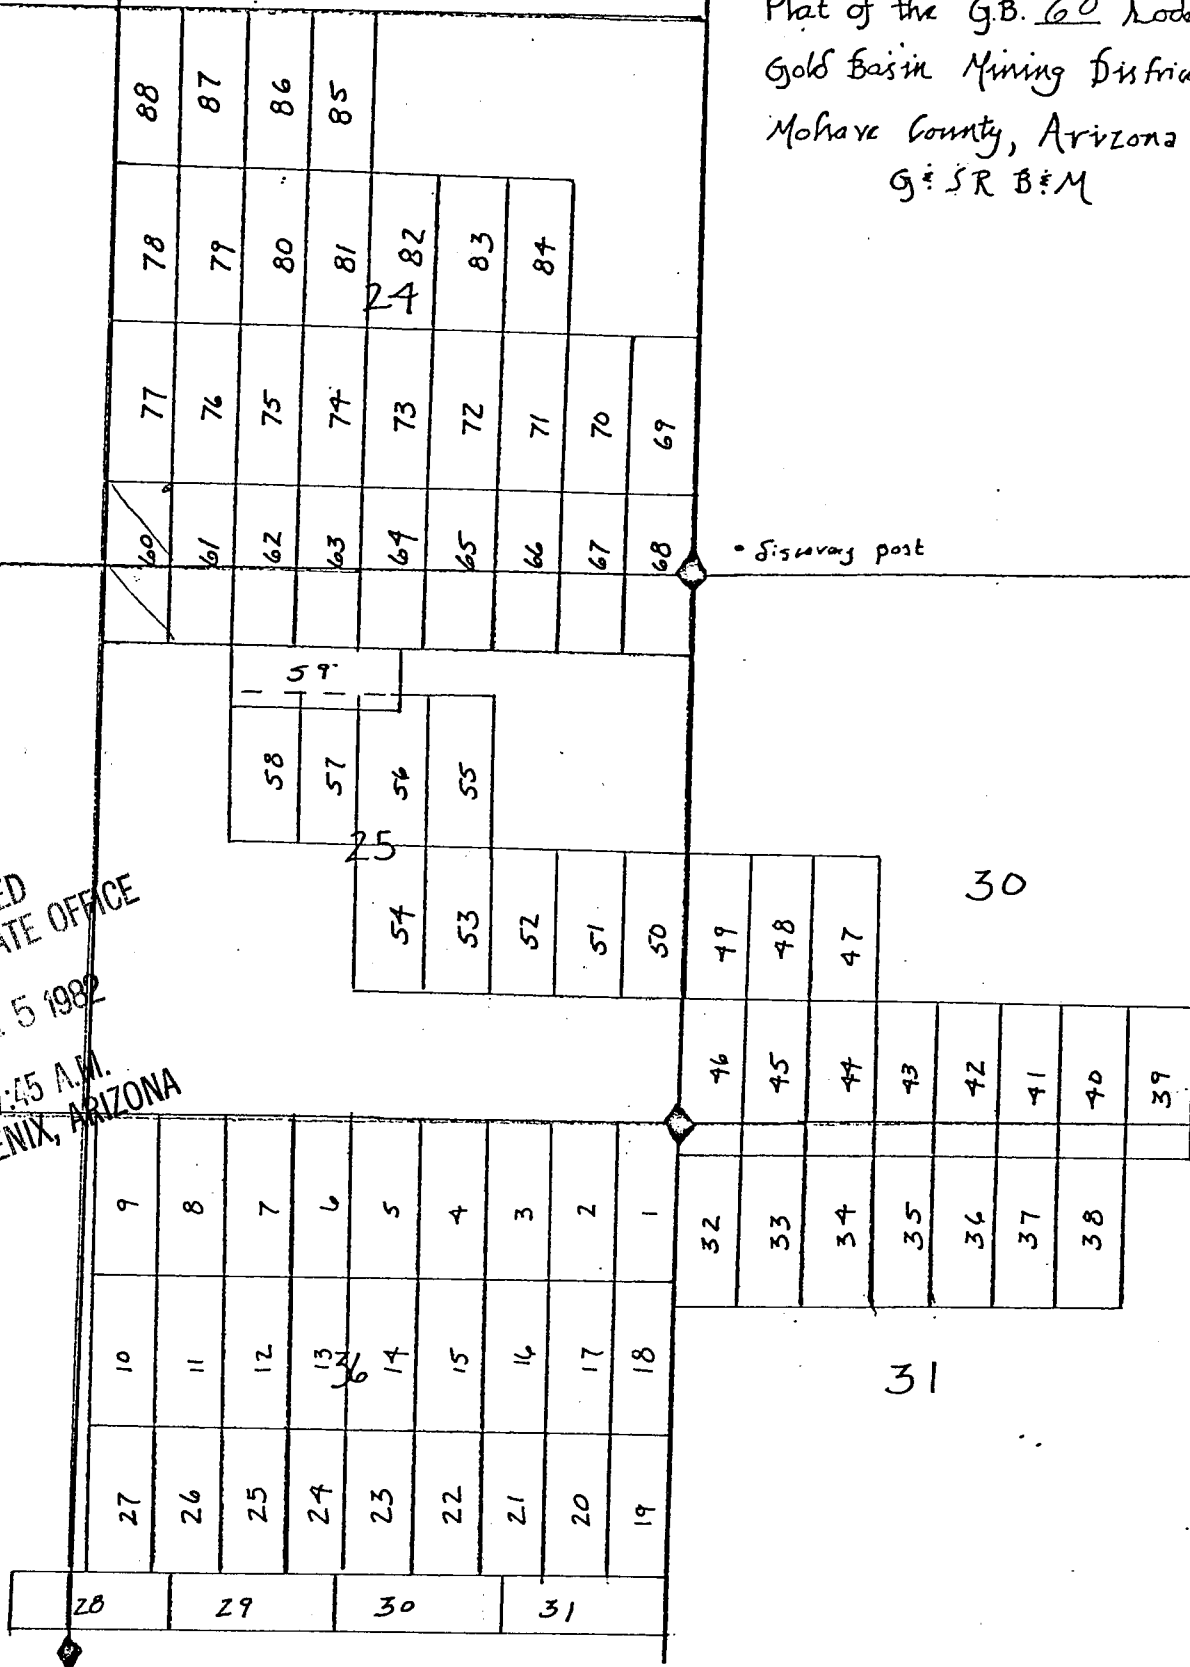 Plat of the G.B. 60
Gold Basin Mining
Mohave County, Arizona
G & SR B & M
88 87 86 85
78 79 80 81 82 83 84
24
77 76 75 74 73 72 71 70 69
60 61 62 63 64 65 66 67 68
• discovery post
59
58 57 56 55
25
30
54 53 52 51 50 49 48 47
OFFICE
5 1982
:45 A.M.
ARIZONA
46 45 44 43 42 41 40 39
9 8 7 6 5 4 3 2 1
32 33 34 35 36 37 38
10 11 12 13 14 15 16 17 18
36
31
27 26 25 24 23 22 21 20 19
28 29 30 31